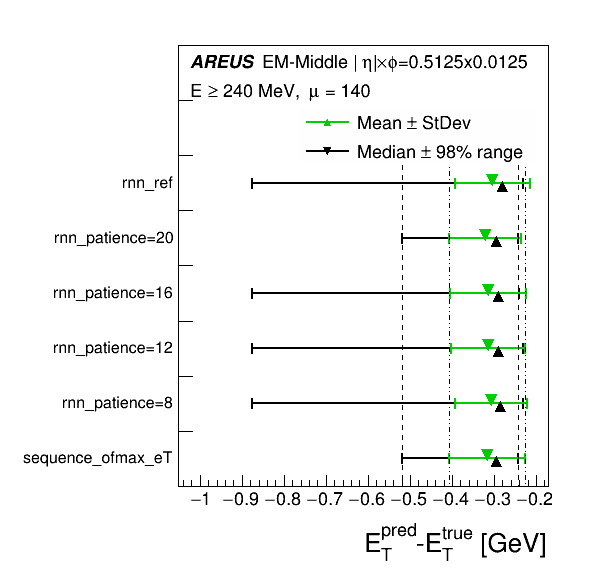 AREUS EM-Middle | η|×ϕ=0.5125x0.0125
E ≥ 240 MeV, μ = 140
Mean ± StDev
Median ± 98% range
rnn_ref
rnn_patience=20
rnn_patience=16
rnn_patience=12
rnn_patience=8
sequence_ofmax_eT
−1 −0.9 −0.8 −0.7 −0.6 −0.5 −0.4 −0.3 −0.2
E_T^pred-E_T^true [GeV]